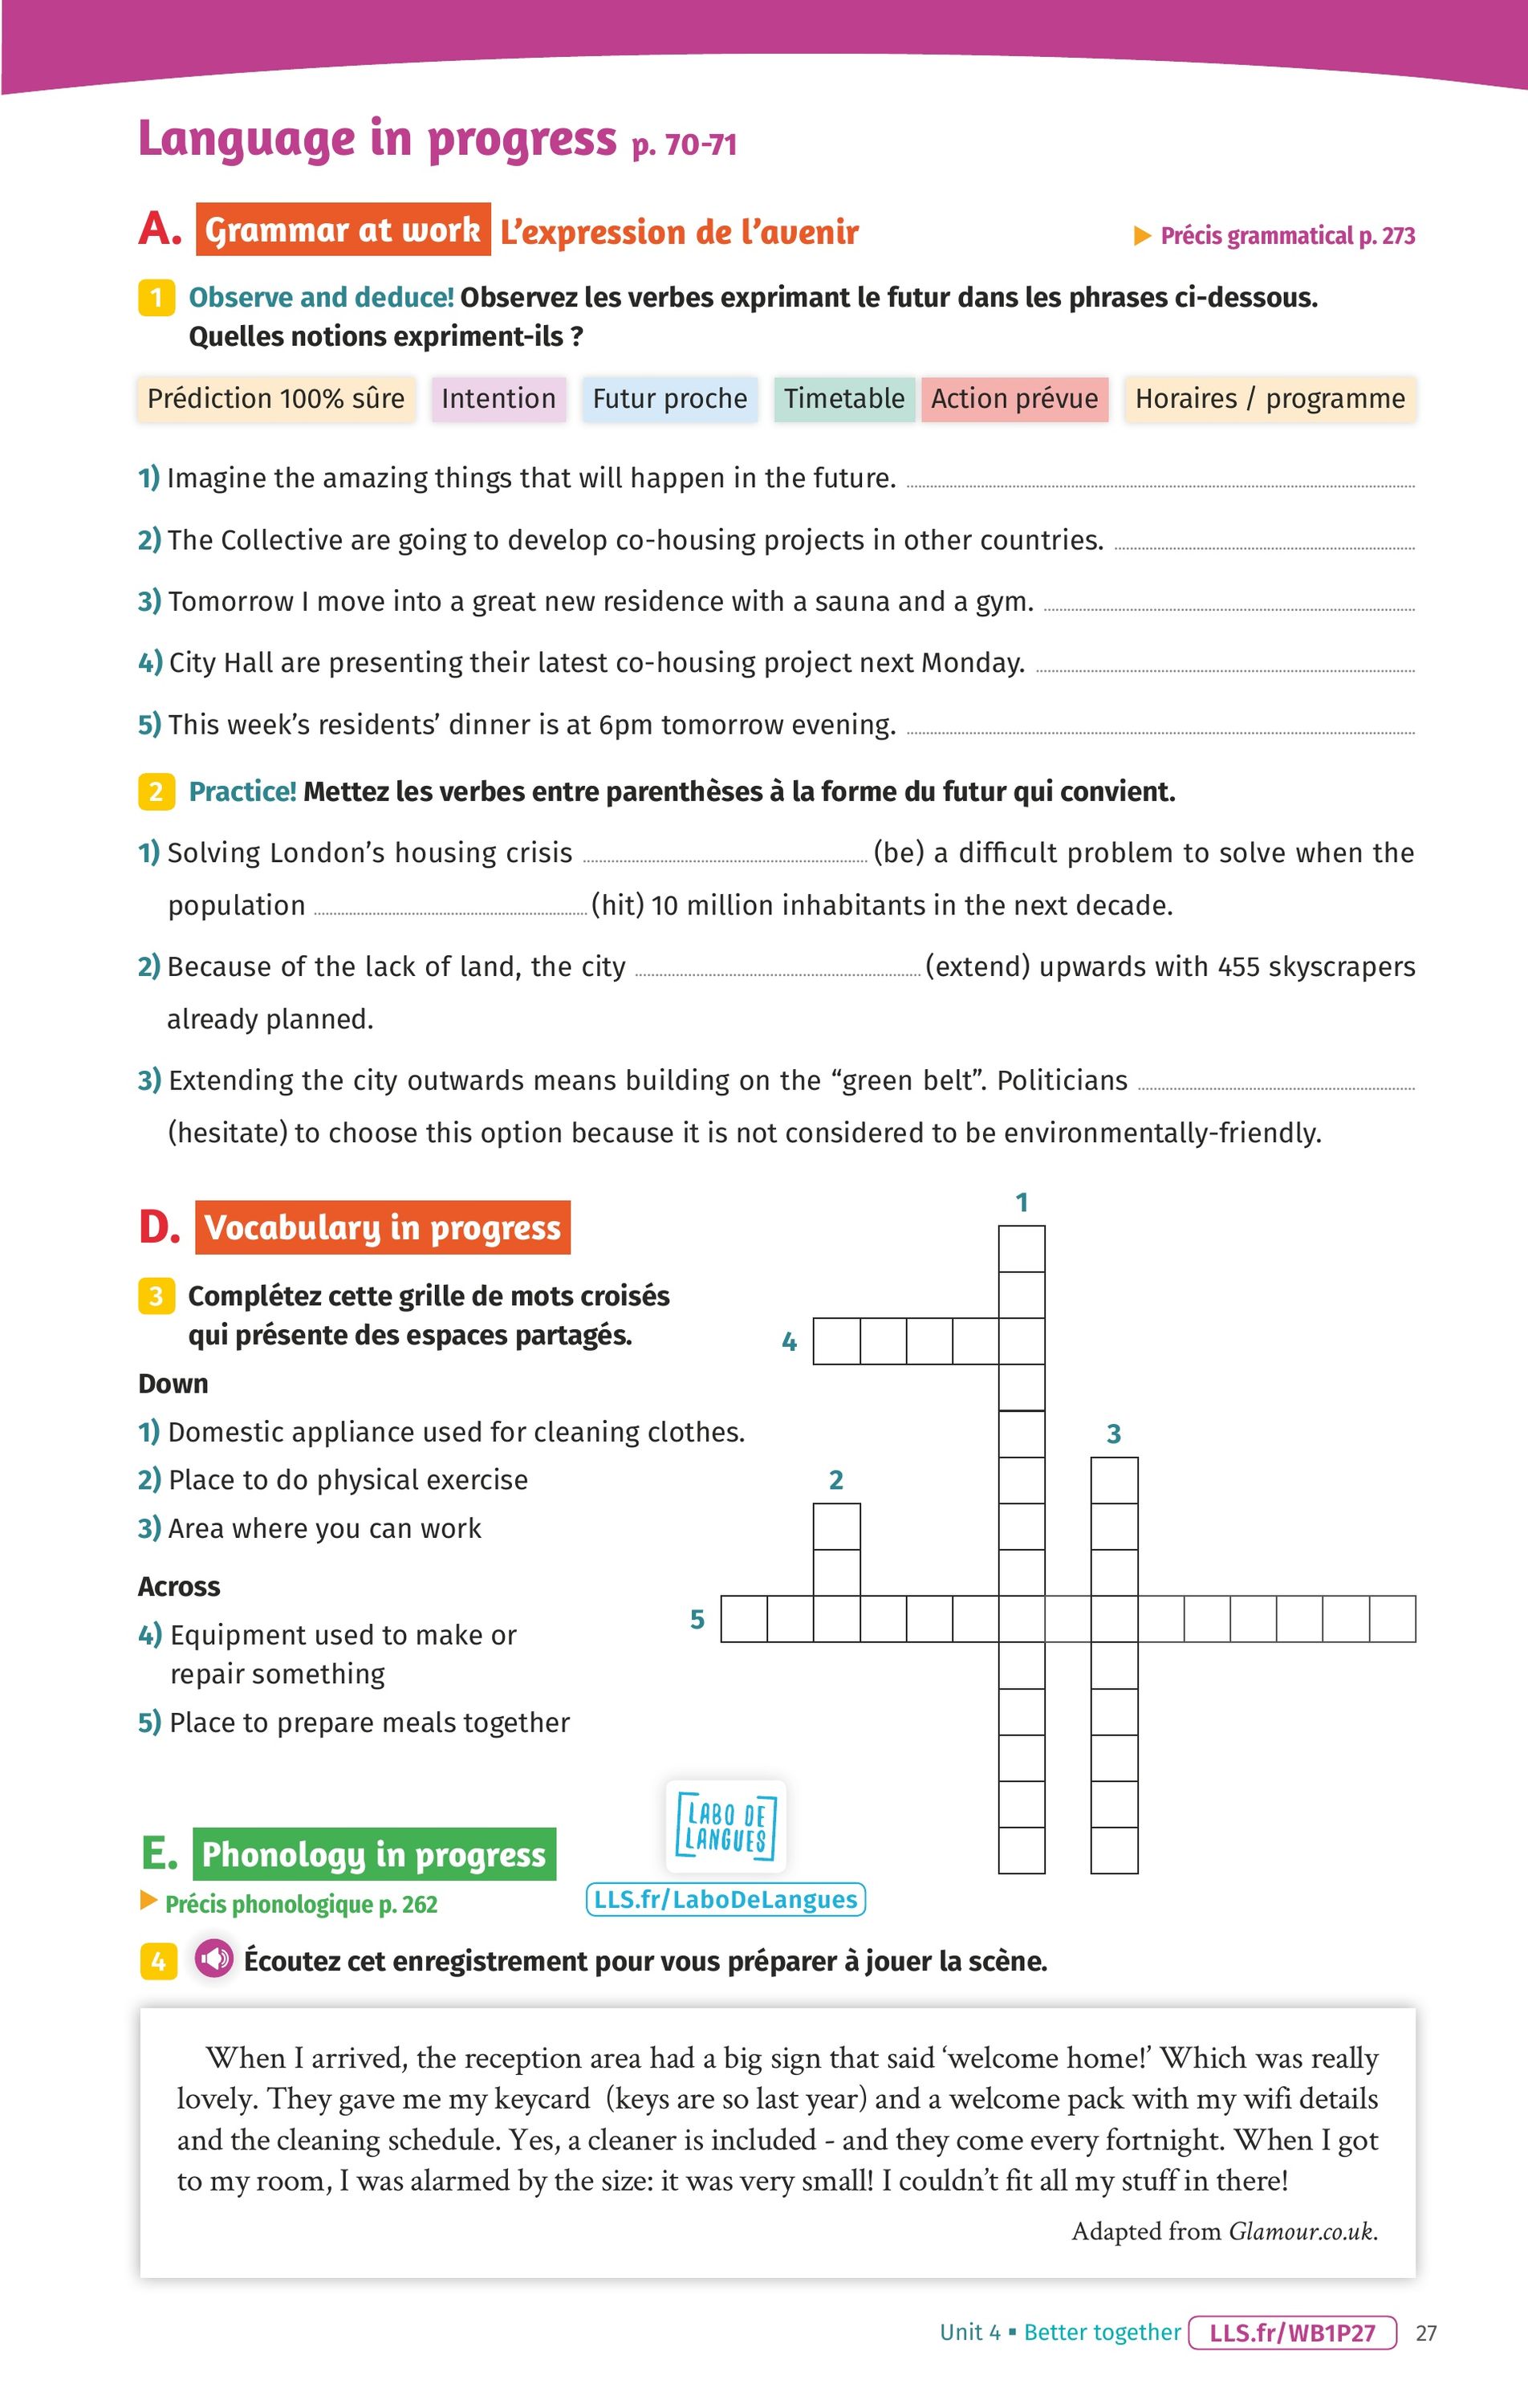 Language in progress p. 70-71
A. Grammar at work L’expression de l’avenir ▶ Précis grammatical p. 273
1 Observe and deduce! Observez les verbes exprimant le futur dans les phrases ci-dessous.
Quelles notions expriment-ils ?
Prédiction 100% sûre Intention Futur proche Timetable Action prévue Horaires / programme
1) Imagine the amazing things that will happen in the future.
2) The Collective are going to develop co-housing projects in other countries.
3) Tomorrow I move into a great new residence with a sauna and a gym.
4) City Hall are presenting their latest co-housing project next Monday.
5) This week’s residents’ dinner is at 6pm tomorrow evening.
2 Practice! Mettez les verbes entre parenthèses à la forme du futur qui convient.
1) Solving London’s housing crisis (be) a difficult problem to solve when the
population (hit) 10 million inhabitants in the next decade.
2) Because of the lack of land, the city (extend) upwards with 455 skyscrapers
already planned.
3) Extending the city outwards means building on the “green belt”. Politicians
(hesitate) to choose this option because it is not considered to be environmentally-friendly.
D. Vocabulary in progress
3 Complétez cette grille de mots croisés
qui présente des espaces partagés.
Down
1) Domestic appliance used for cleaning clothes.
2) Place to do physical exercise
3) Area where you can work
Across
4) Equipment used to make or
repair something
5) Place to prepare meals together
1
4
3
2
5
LABO DE
LANGUES
LLS.fr/LaboDeLangues
E. Phonology in progress
▶ Précis phonologique p. 262
4 Écoutez cet enregistrement pour vous préparer à jouer la scène.
When I arrived, the reception area had a big sign that said ‘welcome home!’ Which was really
lovely. They gave me my keycard (keys are so last year) and a welcome pack with my wifi details
and the cleaning schedule. Yes, a cleaner is included - and they come every fortnight. When I got
to my room, I was alarmed by the size: it was very small! I couldn’t fit all my stuff in there!
Adapted from Glamour.co.uk.
Unit 4 ▪ Better together LLS.fr/WB1P27 27